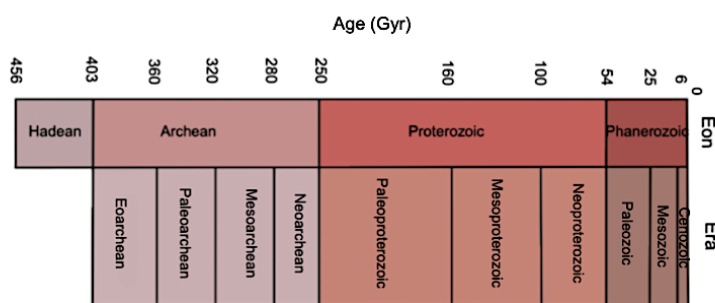 Age (Gyr)
456 403 360 320 280 250 160 100 54 25 6 0
Hadean Archean Proterozoic Phanerozoic Eon
Eoarchean Paleoarchean Mesoarchean Neoarchean Paleoproterozoic Mesoproterozoic Neoproterozoic Paleozoic Mesozoic Cenozoic Era